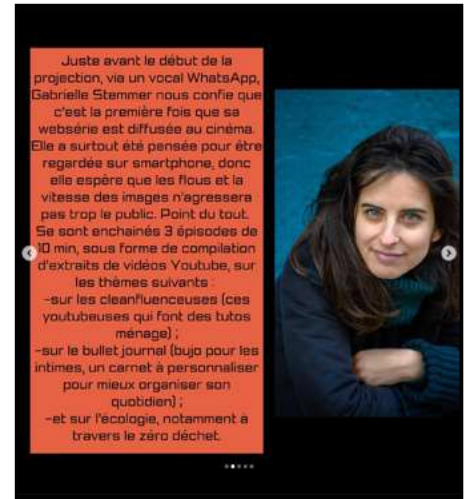 Juste avant le début de la
projection, via un vocal WhatsApp,
Gabrielle Stemmer nous confie que
c'est la première fois que sa
websérie est diffusée au cinéma.
Elle a surtout été pensée pour être
regardée sur smartphone, donc
elle espère que les flous et la
vitesse des images n'agressera
pas trop le public. Point du tout.
Se sont enchainés 3 épisodes de
10 min, sous forme de compilation
d'extraits de vidéos Youtube, sur
les thèmes suivants :
-sur les cleanfluenceuses (ces
youtubeuses qui font des tutos
ménage) ;
-sur le bullet journal (bujo pour les
intimes, un carnet à personnaliser
pour mieux organiser son
quotidien) ;
-et sur l'écologie, notamment à
travers le zéro déchet.